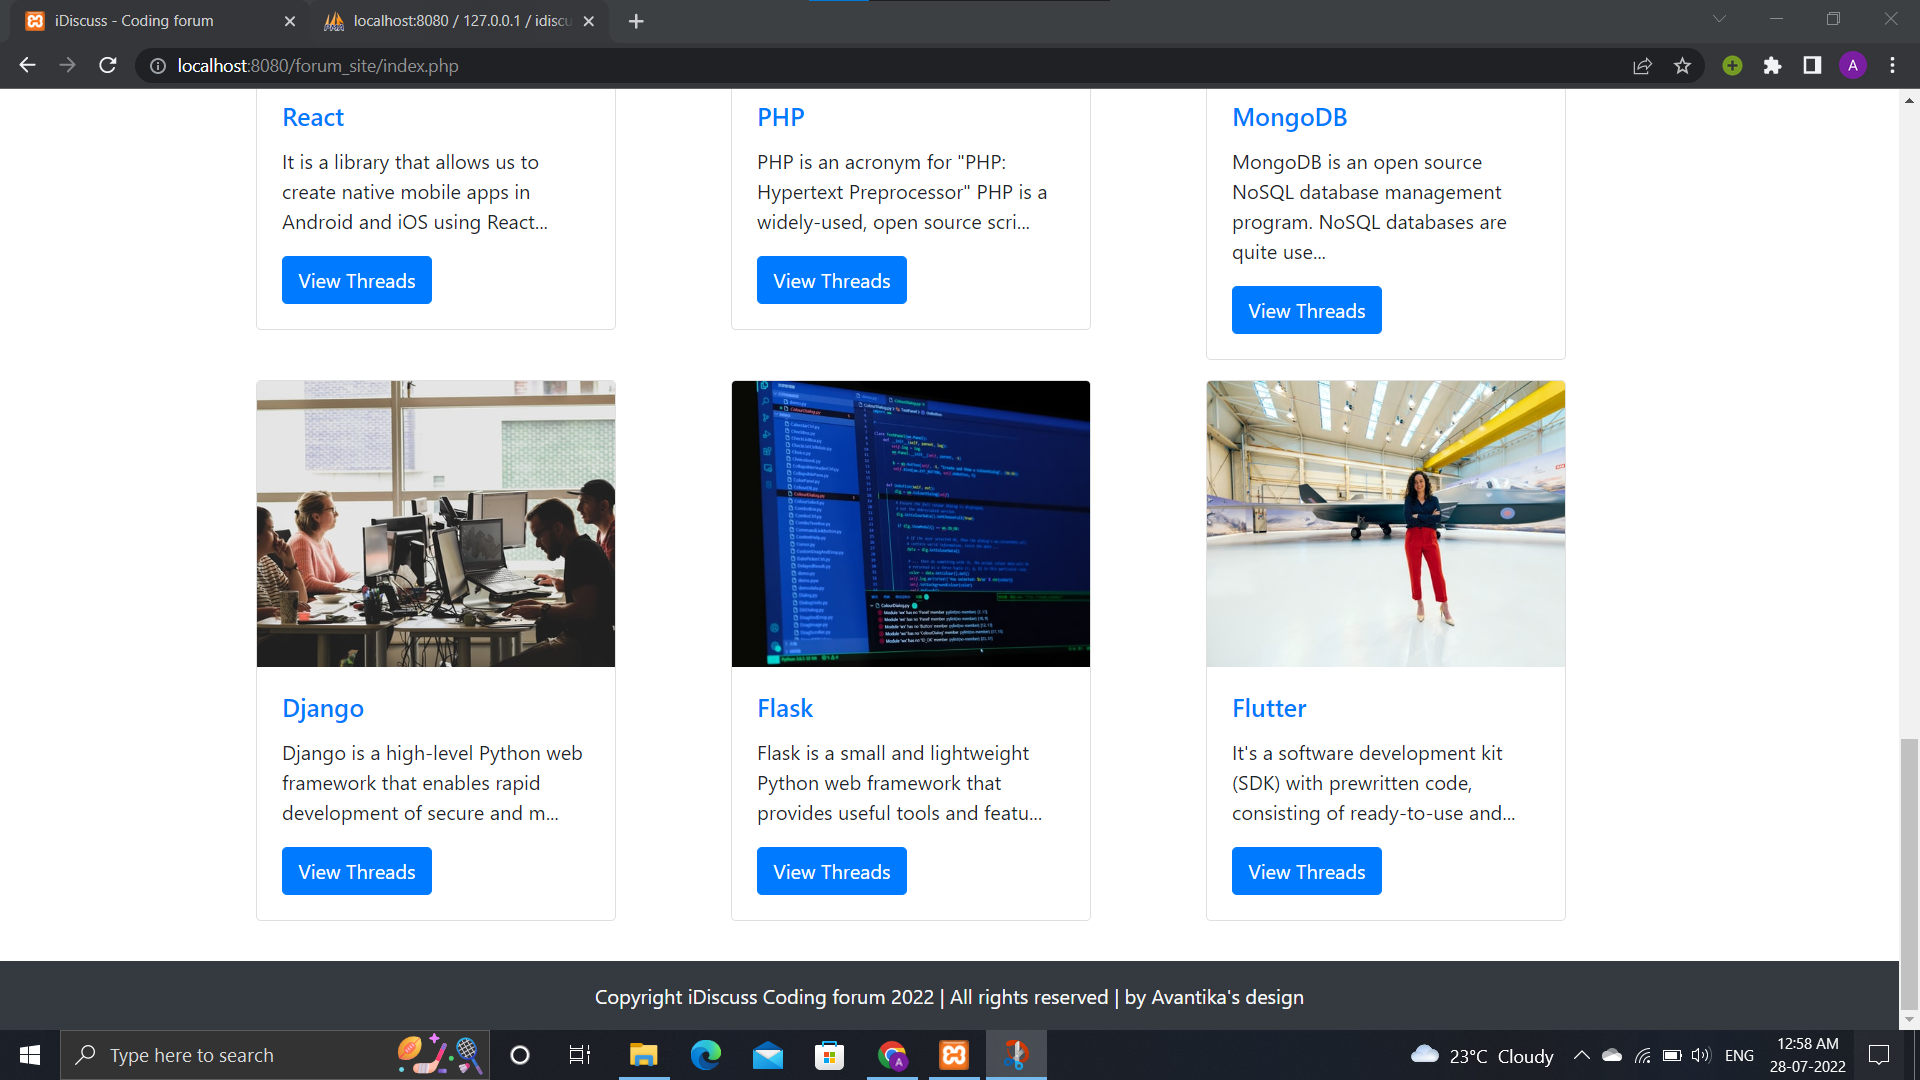 iDiscuss - Coding forum
localhost:8080 / 127.0.0.1 / idiscu
localhost:8080/forum_site/index.php
A
React
It is a library that allows us to
create native mobile apps in
Android and iOS using React...
View Threads
PHP
PHP is an acronym for "PHP:
Hypertext Preprocessor" PHP is a
widely-used, open source scri...
View Threads
MongoDB
MongoDB is an open source
NoSQL database management
program. NoSQL databases are
quite use...
View Threads
Django
Django is a high-level Python web
framework that enables rapid
development of secure and m...
View Threads
Flask
Flask is a small and lightweight
Python web framework that
provides useful tools and featu...
View Threads
Flutter
It's a software development kit
(SDK) with prewritten code,
consisting of ready-to-use and...
View Threads
Copyright iDiscuss Coding forum 2022 | All rights reserved | by Avantika's design
Type here to search
23°C Cloudy
ENG
12:58 AM
28-07-2022